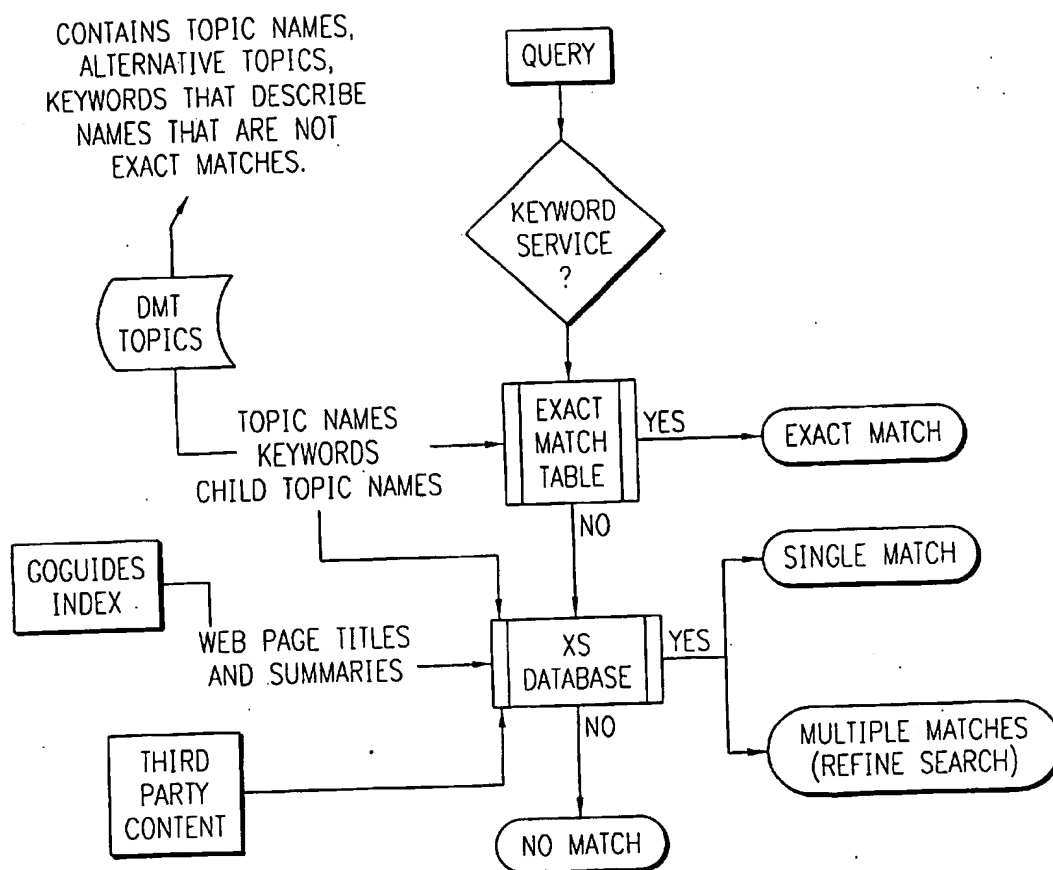 CONTAINS TOPIC NAMES,
ALTERNATIVE TOPICS,
KEYWORDS THAT DESCRIBE
NAMES THAT ARE NOT
EXACT MATCHES.
QUERY
KEYWORD
SERVICE
?
DMT
TOPICS
TOPIC NAMES
KEYWORDS
CHILD TOPIC NAMES
EXACT
MATCH
TABLE
YES
EXACT MATCH
NO
GOGUIDES
INDEX
WEB PAGE TITLES
AND SUMMARIES
XS
DATABASE
YES
SINGLE MATCH
MULTIPLE MATCHES
(REFINE SEARCH)
NO
THIRD
PARTY
CONTENT
NO MATCH